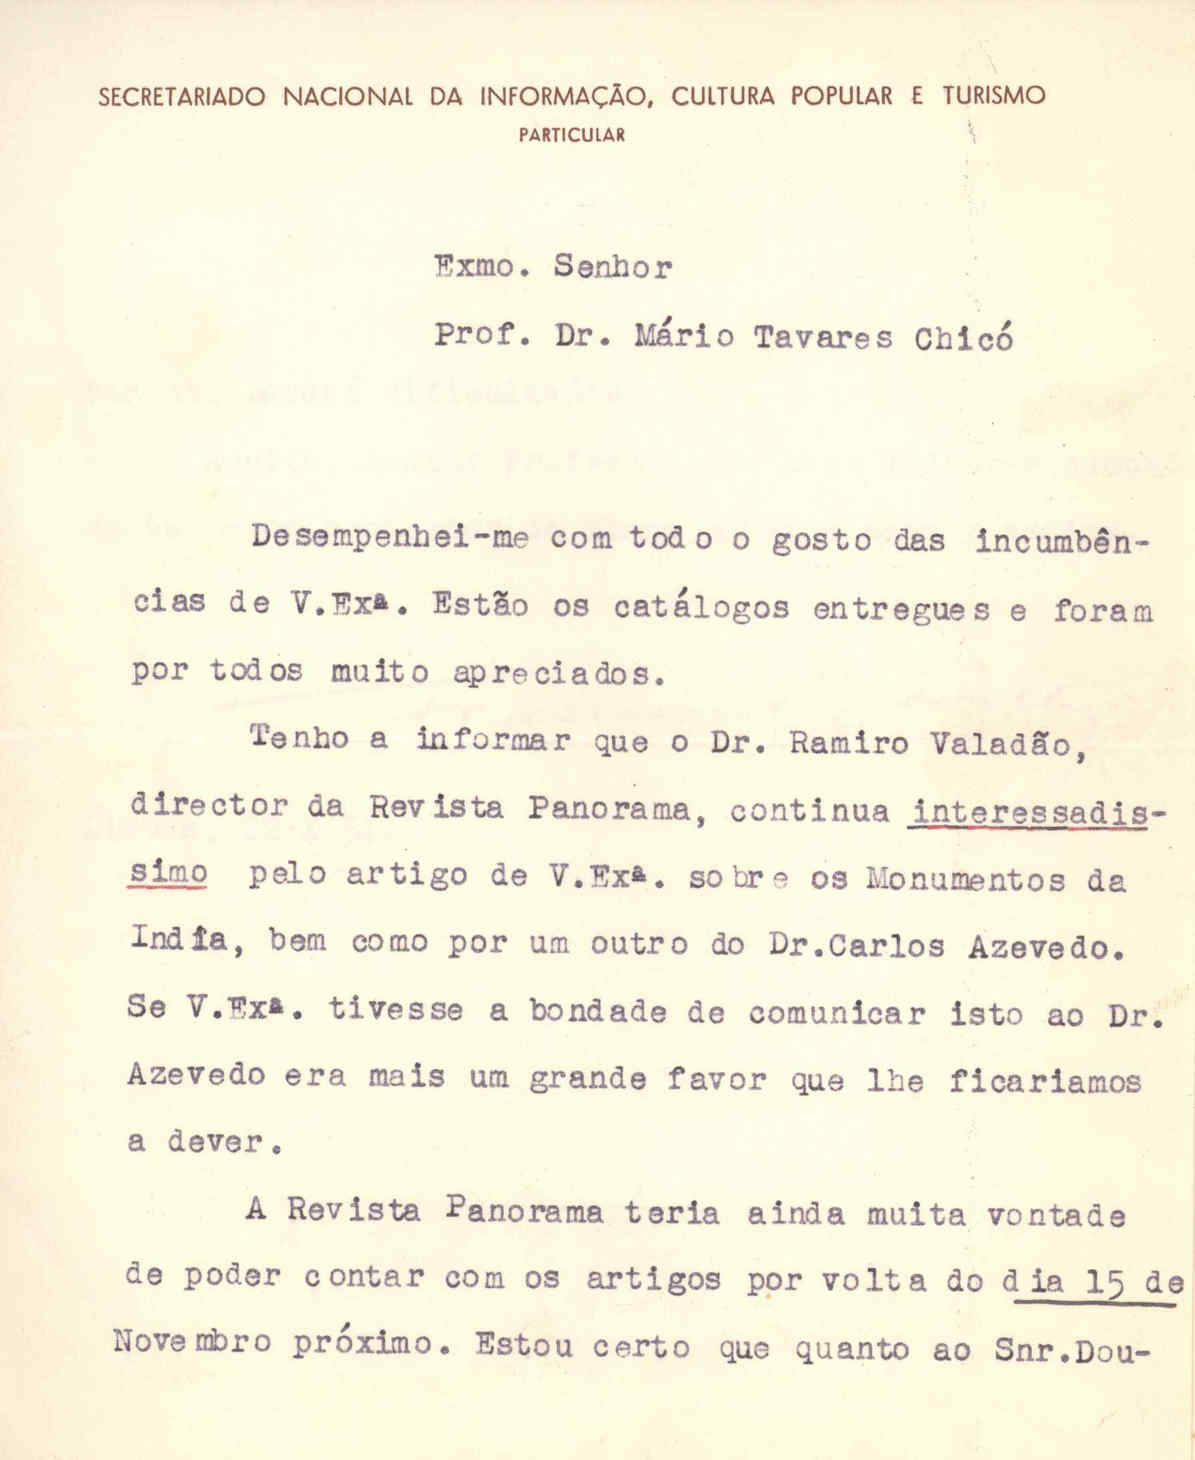 SECRETARIADO NACIONAL DA INFORMAÇÃO, CULTURA POPULAR E TURISMO
PARTICULAR
Exmo. Senhor
Prof. Dr. Mário Tavares Chicó
Desempenhei-me com todo o gosto das incumbên-
cias de V.Exª. Estão os catálogos entregues e foram
por todos muito apreciados.
Tenho a informar que o Dr. Ramiro Valadão,
director da Revista Panorama, continua interessadis-
simo pelo artigo de V.Exª. sobre os Monumentos da
India, bem como por um outro do Dr.Carlos Azevedo.
Se V.Exª. tivesse a bondade de comunicar isto ao Dr.
Azevedo era mais um grande favor que lhe ficariamos
a dever.
A Revista Panorama teria ainda muita vontade
de poder contar com os artigos por volta do dia 15 de
Novembro próximo. Estou certo que quanto ao Snr.Dou-